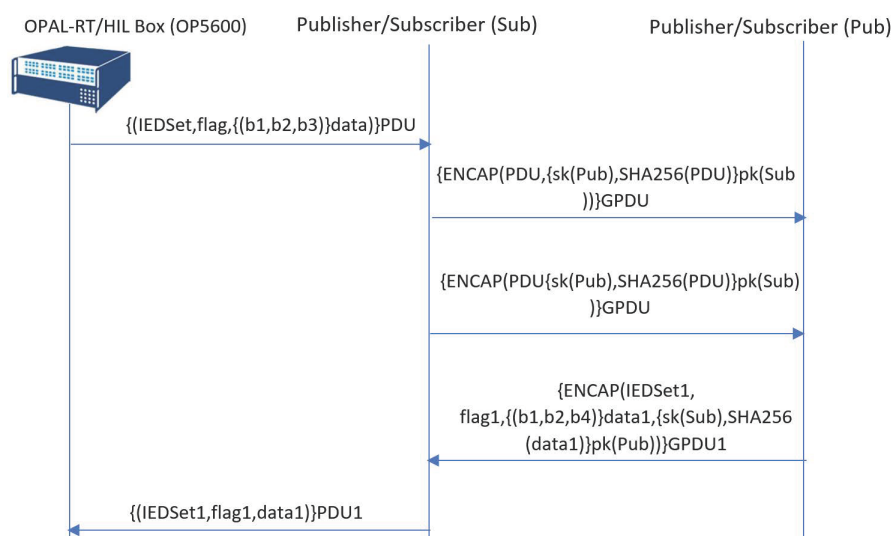 OPAL-RT/HIL Box (OP5600)
Publisher/Subscriber (Sub)
Publisher/Subscriber (Pub)
{(IEDSet,flag,{(b1,b2,b3)}data)}PDU
{ENCAP(PDU,{sk(Pub),SHA256(PDU)}pk(Sub
))}GPDU
{ENCAP(PDU{sk(Pub),SHA256(PDU)}pk(Sub)
)}GPDU
{ENCAP(IEDSet1,
flag1,{(b1,b2,b4)}data1,{sk(Sub),SHA256
(data1)}pk(Pub))}GPDU1
{(IEDSet1,flag1,data1)}PDU1